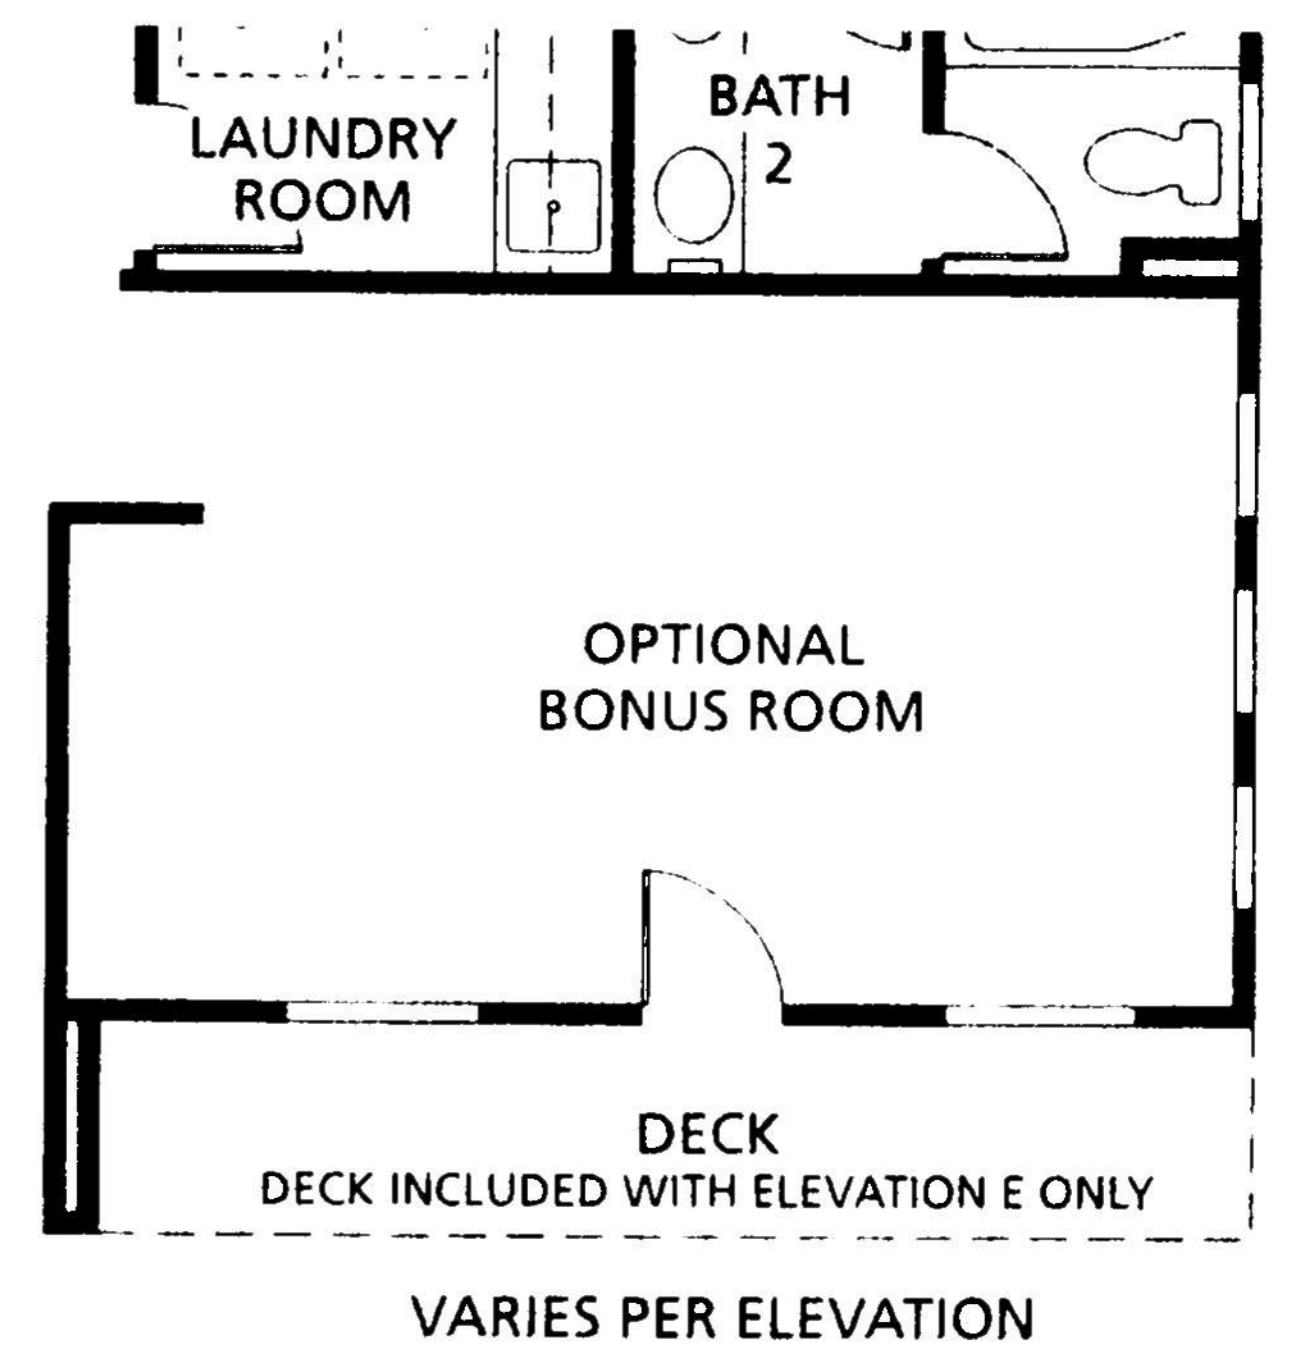 LAUNDRY
ROOM
BATH
2
OPTIONAL
BONUS ROOM
DECK
DECK INCLUDED WITH ELEVATION E ONLY
VARIES PER ELEVATION